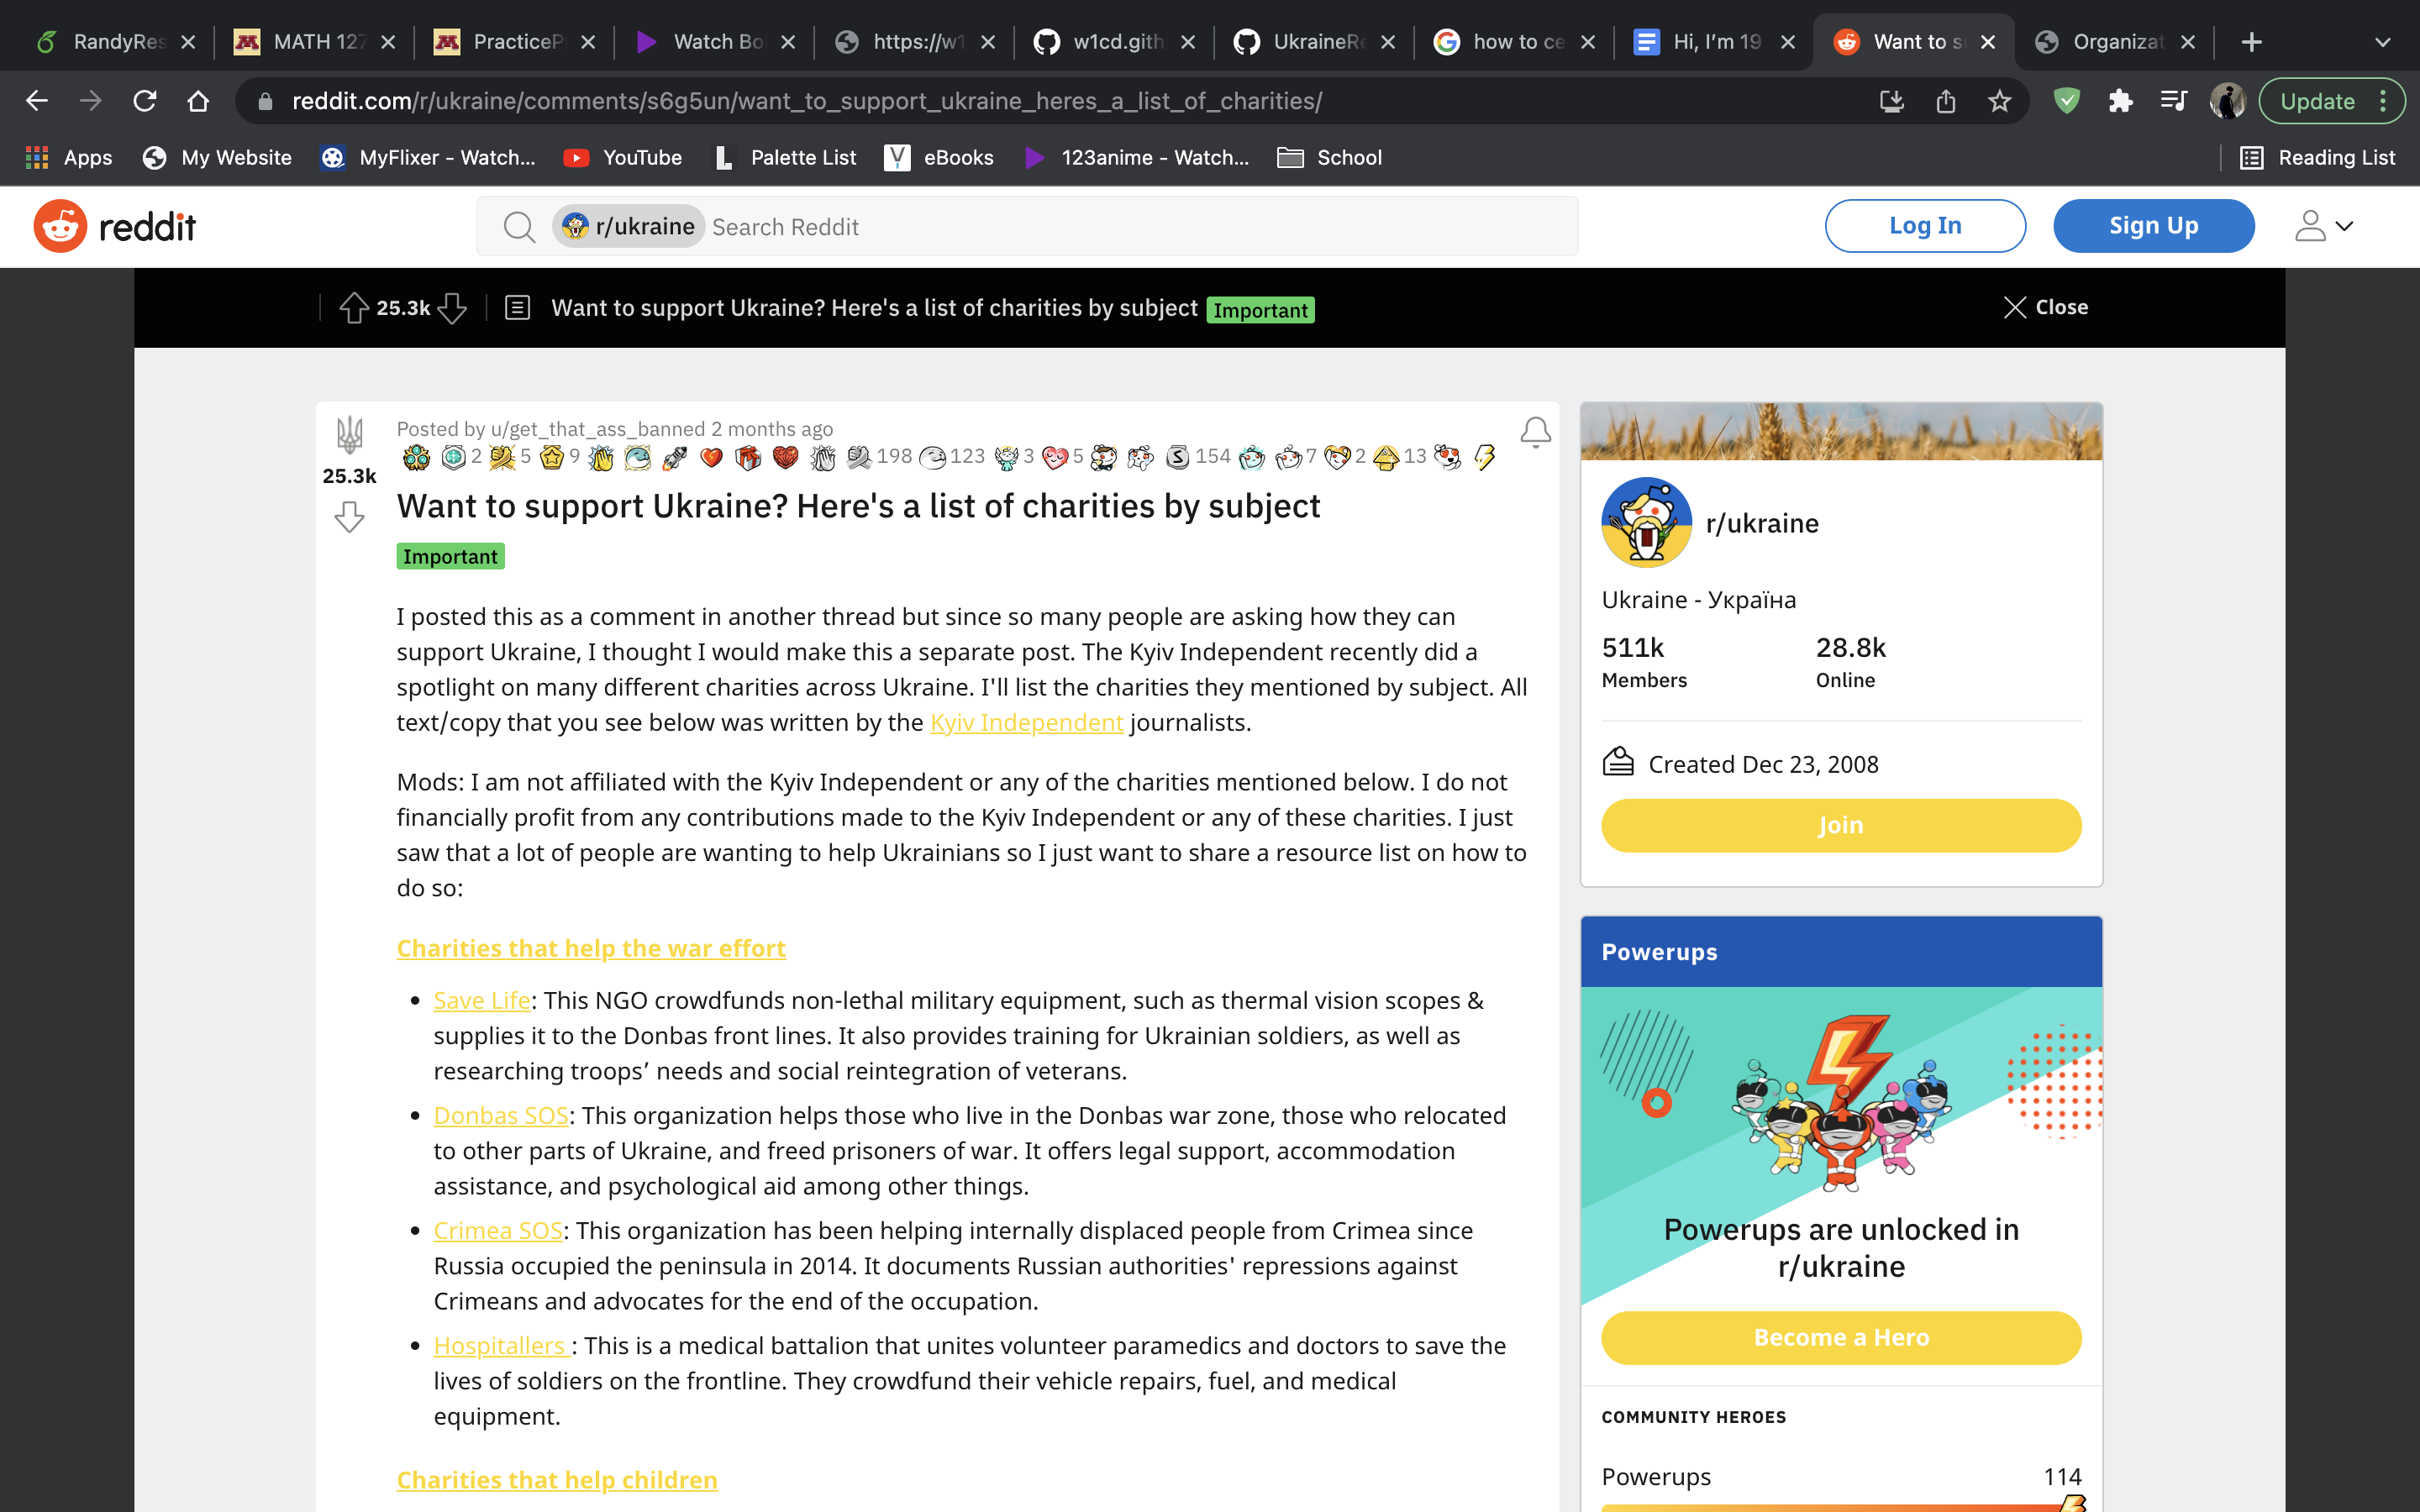 RandyRes
MATH 127
PracticeP
Watch Bo
https://w1
w1cd.gith
UkraineRe
how to ce
Hi, I’m 19
Want to s
Organizat
reddit.com/r/ukraine/comments/s6g5un/want_to_support_ukraine_heres_a_list_of_charities/
Update
Apps
My Website
MyFlixer - Watch...
YouTube
Palette List
eBooks
123anime - Watch...
School
Reading List
reddit
r/ukraine Search Reddit
Log In
Sign Up
25.3k
Want to support Ukraine? Here's a list of charities by subject Important
Close
Posted by u/get_that_ass_banned 2 months ago
2 5 9 198 123 3 5 154 7 2 13
25.3k
Want to support Ukraine? Here's a list of charities by subject
Important
I posted this as a comment in another thread but since so many people are asking how they can
support Ukraine, I thought I would make this a separate post. The Kyiv Independent recently did a
spotlight on many different charities across Ukraine. I'll list the charities they mentioned by subject. All
text/copy that you see below was written by the Kyiv Independent journalists.
Mods: I am not affiliated with the Kyiv Independent or any of the charities mentioned below. I do not
financially profit from any contributions made to the Kyiv Independent or any of these charities. I just
saw that a lot of people are wanting to help Ukrainians so I just want to share a resource list on how to
do so:
Charities that help the war effort
• Save Life: This NGO crowdfunds non-lethal military equipment, such as thermal vision scopes &
supplies it to the Donbas front lines. It also provides training for Ukrainian soldiers, as well as
researching troops’ needs and social reintegration of veterans.
• Donbas SOS: This organization helps those who live in the Donbas war zone, those who relocated
to other parts of Ukraine, and freed prisoners of war. It offers legal support, accommodation
assistance, and psychological aid among other things.
• Crimea SOS: This organization has been helping internally displaced people from Crimea since
Russia occupied the peninsula in 2014. It documents Russian authorities' repressions against
Crimeans and advocates for the end of the occupation.
• Hospitallers : This is a medical battalion that unites volunteer paramedics and doctors to save the
lives of soldiers on the frontline. They crowdfund their vehicle repairs, fuel, and medical
equipment.
Charities that help children
r/ukraine
Ukraine - Україна
511k
Members
28.8k
Online
Created Dec 23, 2008
Join
Powerups
Powerups are unlocked in
r/ukraine
Become a Hero
COMMUNITY HEROES
Powerups
114